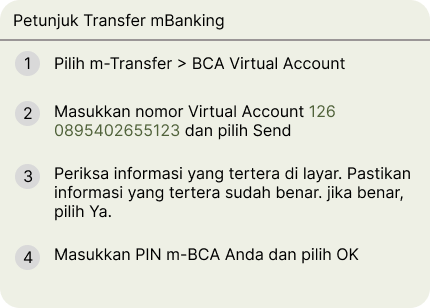 Petunjuk Transfer mBanking
1 Pilih m-Transfer > BCA Virtual Account
2 Masukkan nomor Virtual Account 126
0895402655123 dan pilih Send
3 Periksa informasi yang tertera di layar. Pastikan
informasi yang tertera sudah benar. jika benar,
pilih Ya.
4 Masukkan PIN m-BCA Anda dan pilih OK